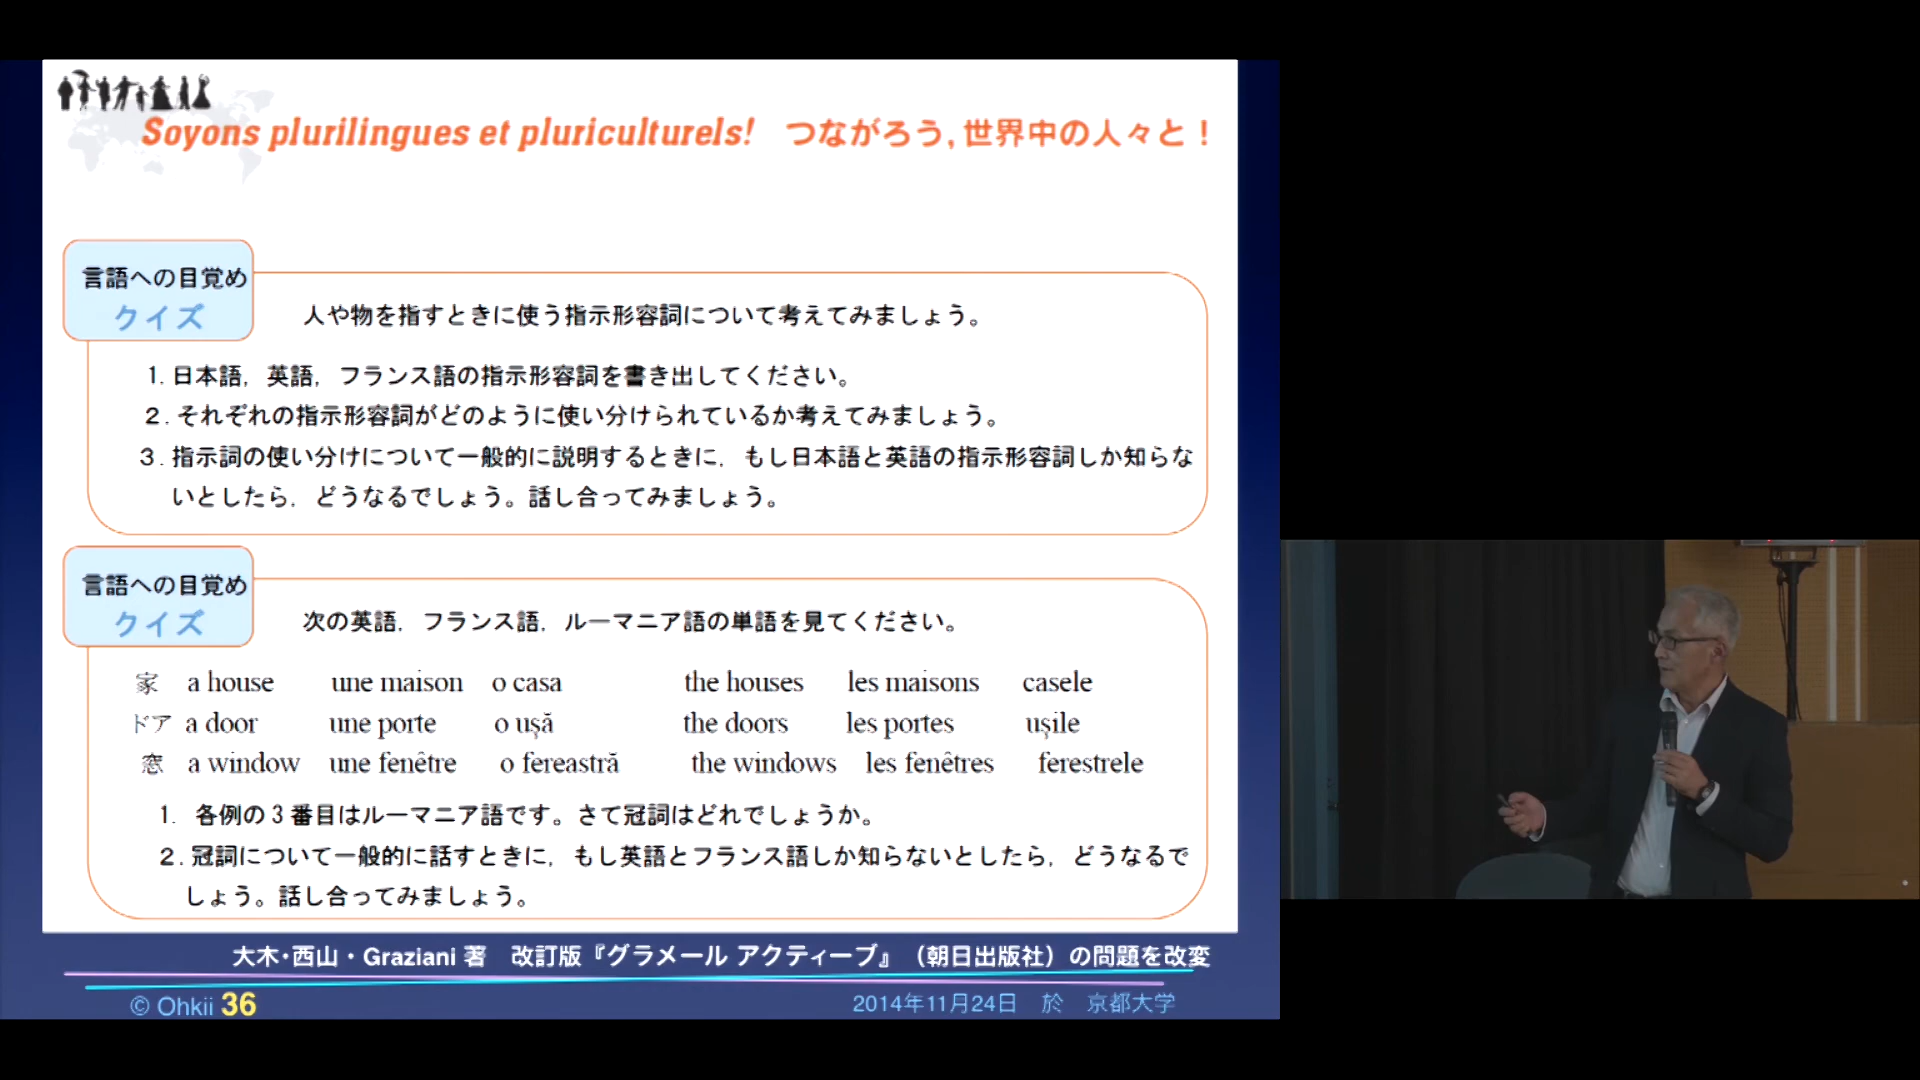 Soyons plurilingues et pluriculturels! つながろう,世界中の人々と!
言語への目覚め
クイズ
人や物を指すときに使う指示形容詞について考えてみましょう。
1. 日本語, 英語, フランス語の指示形容詞を書き出してください。
2. それぞれの指示形容詞がどのように使い分けられているか考えてみましょう。
3. 指示詞の使い分けについて一般的に説明するときに, もし日本語と英語の指示形容詞しか知らな
いとしたら, どうなるでしょう。話し合ってみましょう。
言語への目覚め
クイズ
次の英語, フランス語, ルーマニア語の単語を見てください。
家 a house une maison o casa the houses les maisons casele
ドア a door une porte o uşă the doors les portes uşile
窓 a window une fenêtre o fereastră the windows les fenêtres ferestrele
1. 各例の3番目はルーマニア語です。さて冠詞はどれでしょうか。
2. 冠詞について一般的に話すときに, もし英語とフランス語しか知らないとしたら, どうなるで
しょう。話し合ってみましょう。
大木・西山・Graziani 著 改訂版『グラメール アクティーブ』(朝日出版社)の問題を改変
© Ohkii 36
2014年11月24日 於 京都大学